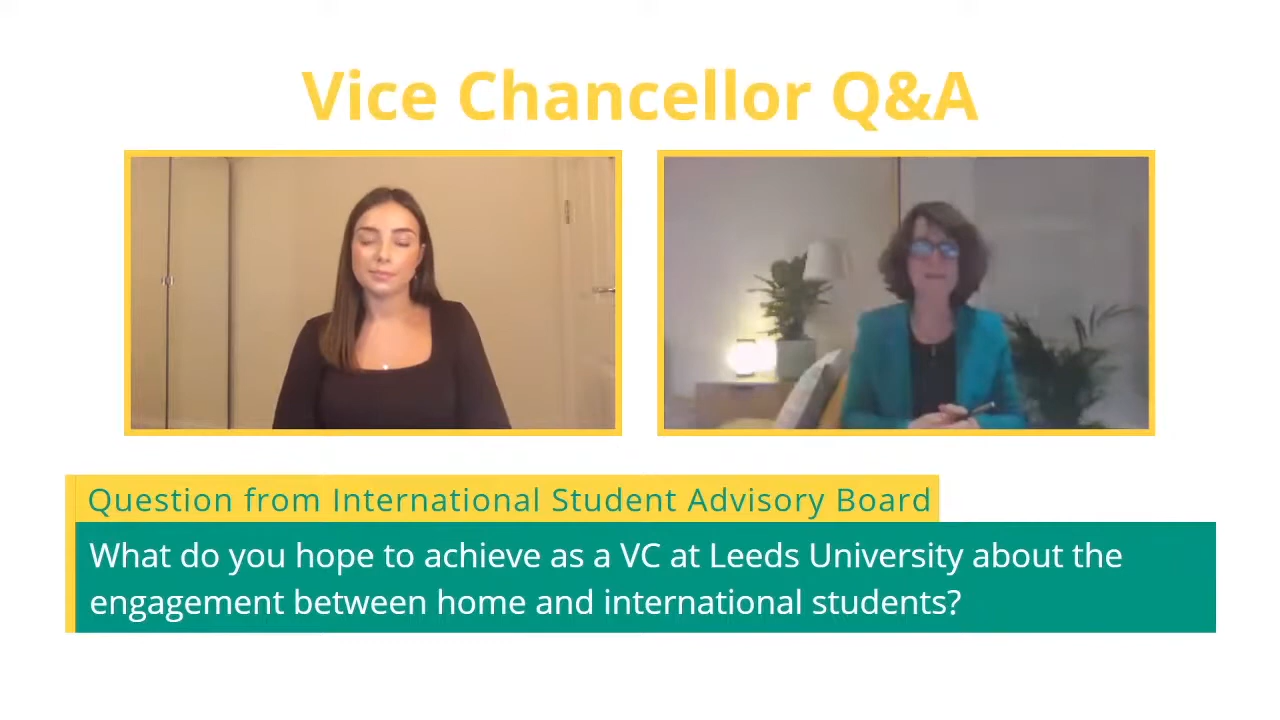 Vice Chancellor Q&A
Question from International Student Advisory Board
What do you hope to achieve as a VC at Leeds University about the
engagement between home and international students?